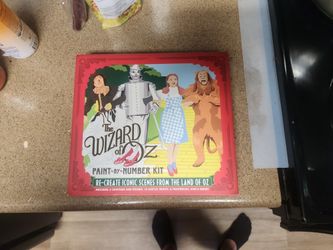 The
WIZARD
of OZ
PAINT-BY-NUMBER KIT
RE-CREATE ICONIC SCENES FROM THE LAND OF OZ